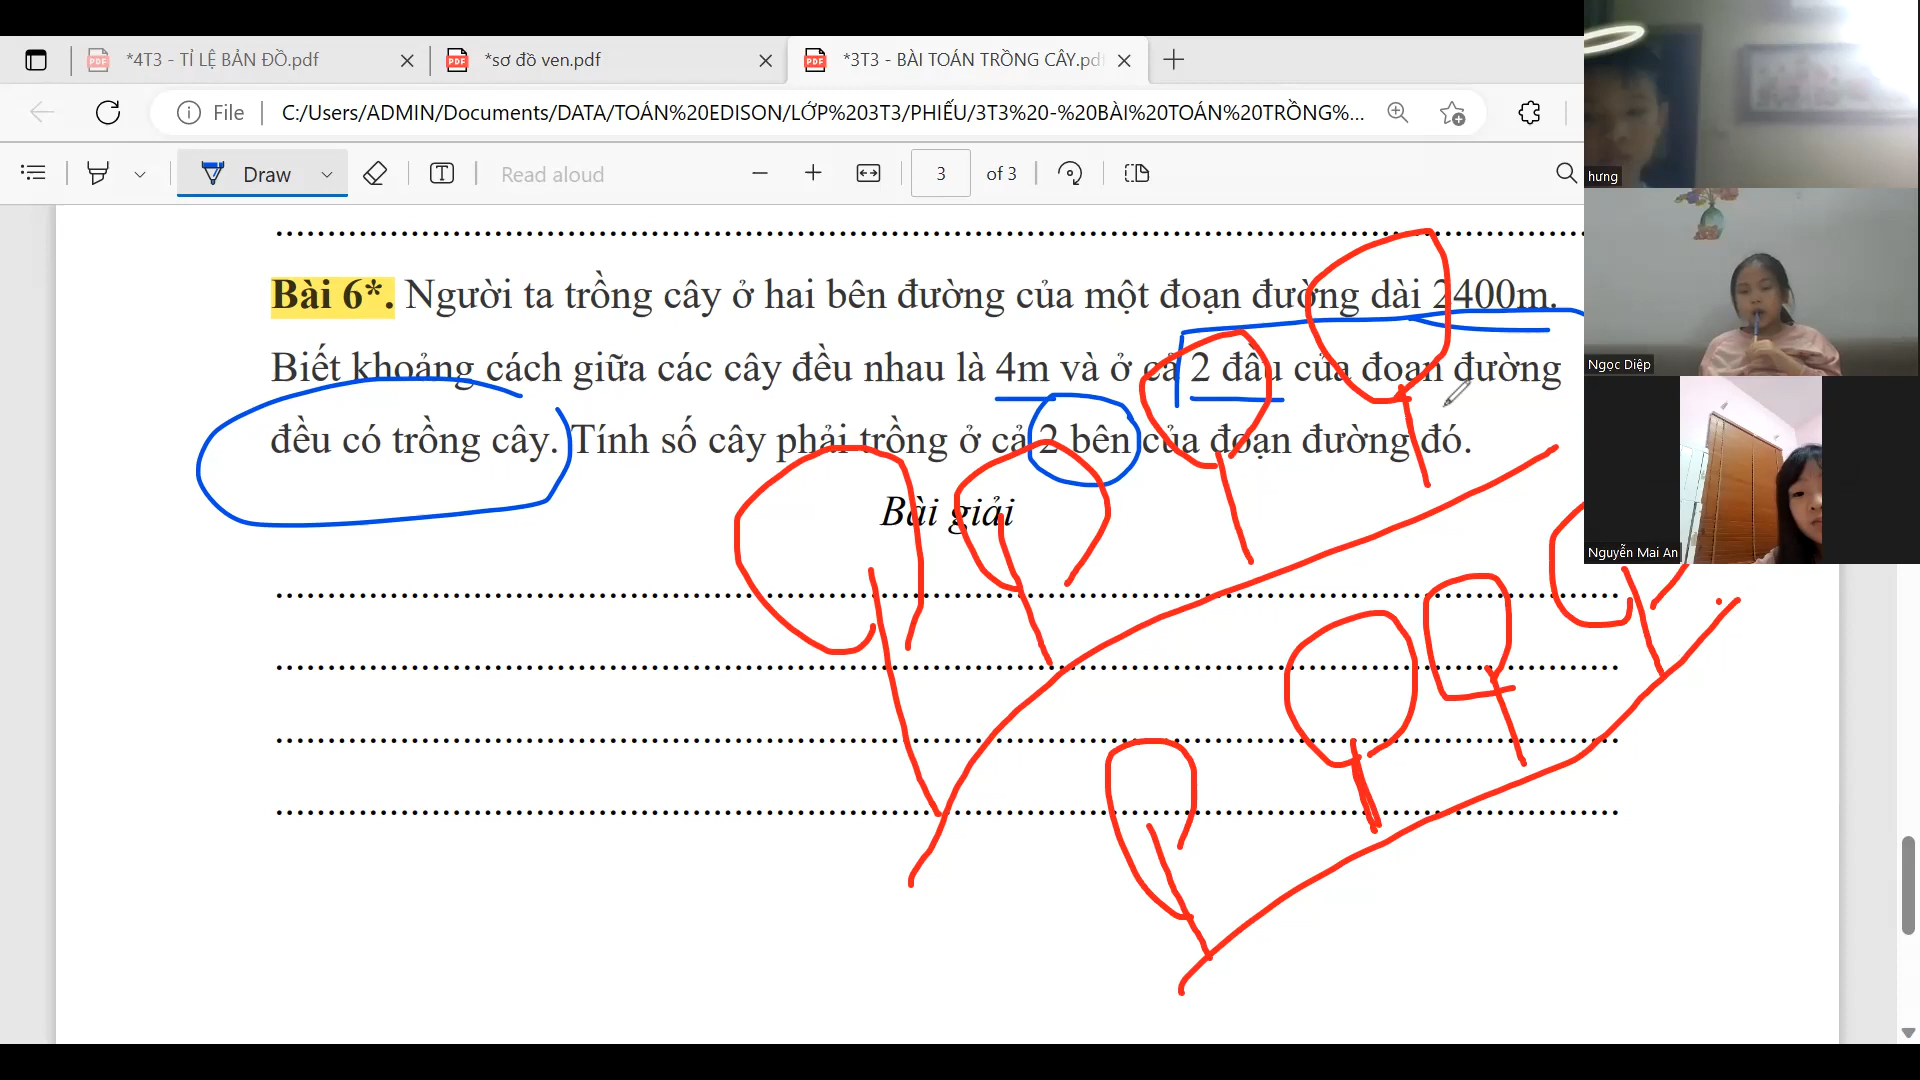 *4T3 - TỈ LỆ BẢN ĐỒ.pdf
*sơ đồ ven.pdf
*3T3 - BÀI TOÁN TRỒNG CÂY.pdf
File
C:/Users/ADMIN/Documents/DATA/TOÁN%20EDISON/LỚP%203T3/PHIẾU/3T3%20-%20BÀI%20TOÁN%20TRỒNG%...
Draw
Read aloud
3
of 3
Bài 6*. Người ta trồng cây ở hai bên đường của một đoạn đường dài 2400m.
Biết khoảng cách giữa các cây đều nhau là 4m và ở cả 2 đầu của đoạn đường
đều có trồng cây. Tính số cây phải trồng ở cả 2 bên của đoạn đường đó.
Bài giải
hưng
Ngọc Diệp
Nguyễn Mai An